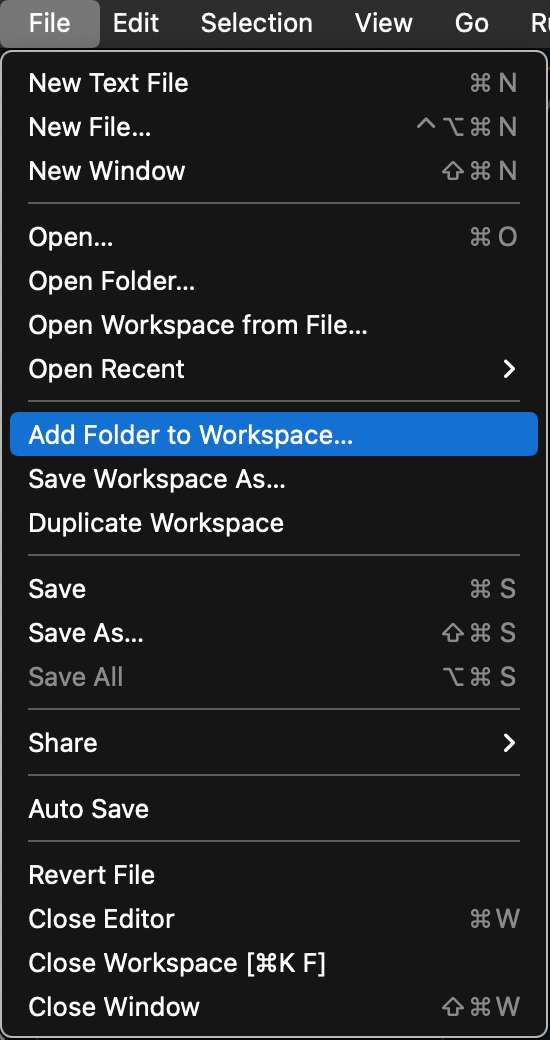 File Edit Selection View Go
New Text File ⌘ N
New File... ^⌥⌘ N
New Window ⇧⌘ N
Open... ⌘ O
Open Folder...
Open Workspace from File...
Open Recent >
Add Folder to Workspace...
Save Workspace As...
Duplicate Workspace
Save ⌘ S
Save As... ⇧⌘ S
Save All ⌥⌘ S
Share >
Auto Save
Revert File
Close Editor ⌘W
Close Workspace [⌘K F]
Close Window ⇧⌘W